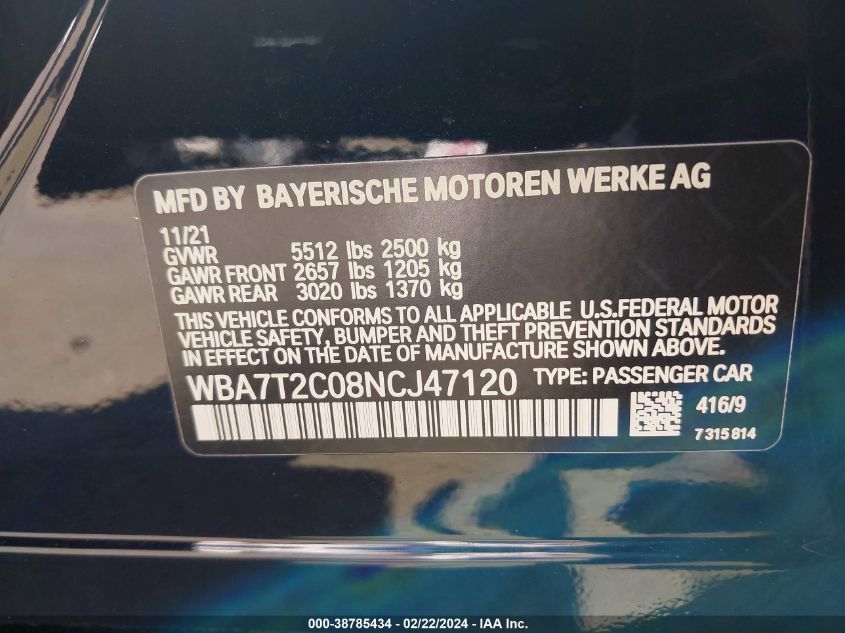 MFD BY BAYERISCHE MOTOREN WERKE AG
11/21
GVWR 5512 lbs 2500 kg
GAWR FRONT 2657 lbs 1205 kg
GAWR REAR 3020 lbs 1370 kg
THIS VEHICLE CONFORMS TO ALL APPLICABLE U.S.FEDERAL MOTOR
VEHICLE SAFETY, BUMPER AND THEFT PREVENTION STANDARDS
IN EFFECT ON THE DATE OF MANUFACTURE SHOWN ABOVE.
WBA7T2C08NCJ47120 TYPE: PASSENGER CAR
416/9
7315814
000-38785434 - 02/22/2024 - IAA Inc.